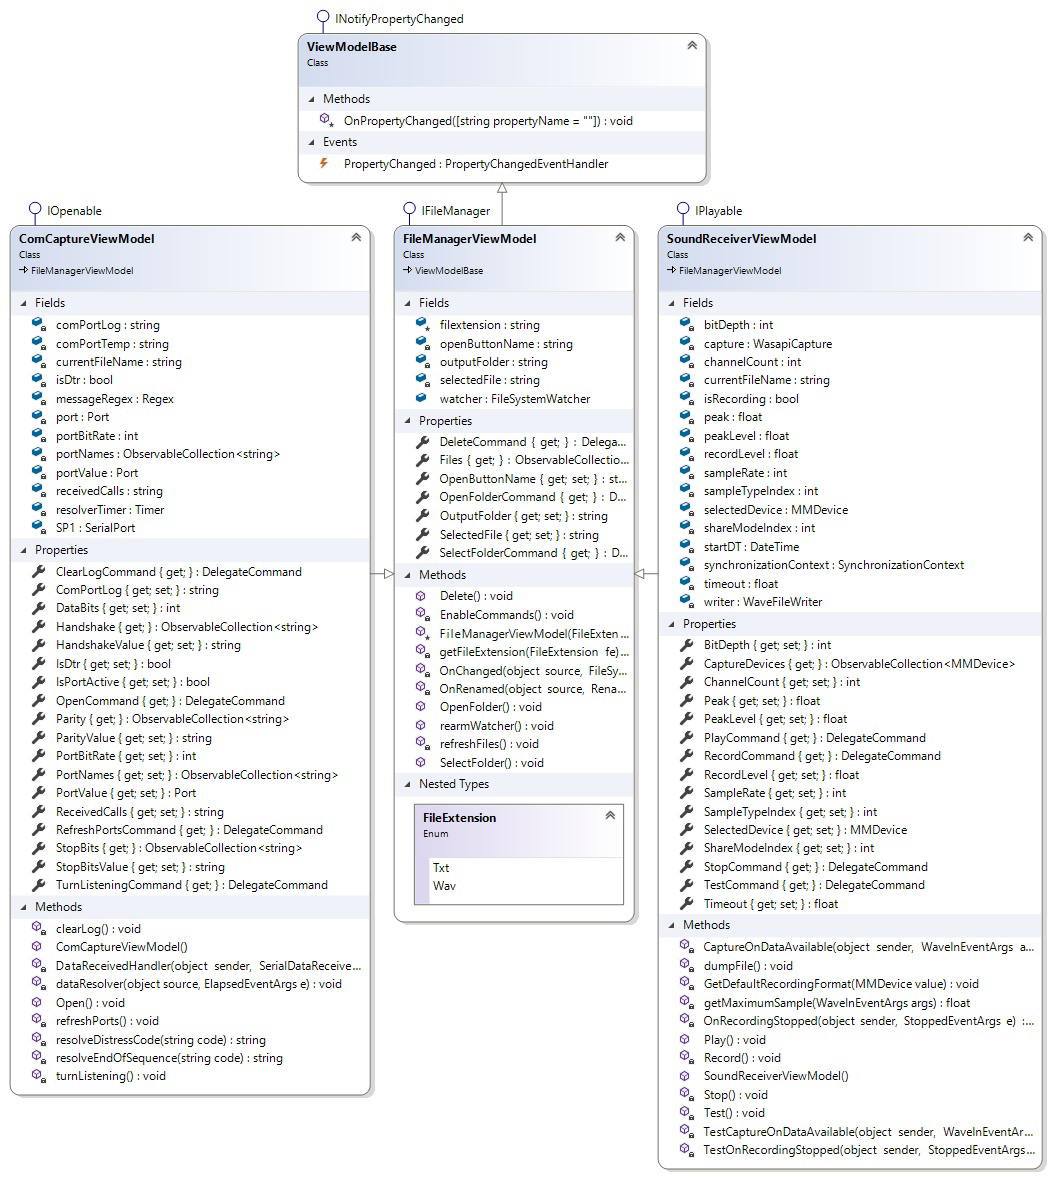 INotifyPropertyChanged
ViewModelBase
Class
Methods
OnPropertyChanged([string propertyName = ""]) : void
Events
PropertyChanged : PropertyChangedEventHandler
IOpenable
ComCaptureViewModel
Class
FileManagerViewModel
Fields
comPortLog : string
comPortTemp : string
currentFileName : string
isDtr : bool
messageRegex : Regex
port : Port
portBitRate : int
portNames : ObservableCollection<string>
portValue : Port
receivedCalls : string
resolverTimer : Timer
SP1 : SerialPort
Properties
ClearLogCommand { get; } : DelegateCommand
ComPortLog { get; set; } : string
DataBits { get; set; } : int
Handshake { get; } : ObservableCollection<string>
HandshakeValue { get; set; } : string
IsDtr { get; set; } : bool
IsPortActive { get; set; } : bool
OpenCommand { get; } : DelegateCommand
Parity { get; } : ObservableCollection<string>
ParityValue { get; set; } : string
PortBitRate { get; set; } : int
PortNames { get; set; } : ObservableCollection<string>
PortValue { get; set; } : Port
ReceivedCalls { get; set; } : string
RefreshPortsCommand { get; } : DelegateCommand
StopBits { get; } : ObservableCollection<string>
StopBitsValue { get; set; } : string
TurnListeningCommand { get; } : DelegateCommand
Methods
clearLog() : void
ComCaptureViewModel()
DataReceivedHandler(object sender, SerialDataReceive...
dataResolver(object source, ElapsedEventArgs e) : void
Open() : void
refreshPorts() : void
resolveDistressCode(string code) : string
resolveEndOfSequence(string code) : string
turnListening() : void
IFileManager
FileManagerViewModel
Class
ViewModelBase
Fields
filextension : string
openButtonName : string
outputFolder : string
selectedFile : string
watcher : FileSystemWatcher
Properties
DeleteCommand { get; } : Delega...
Files { get; } : ObservableCollectio...
OpenButtonName { get; set; } : st...
OpenFolderCommand { get; } : D...
OutputFolder { get; set; } : string
SelectedFile { get; set; } : string
SelectFolderCommand { get; } : D...
Methods
Delete() : void
EnableCommands() : void
FileManagerViewModel(FileExten...
getFileExtension(FileExtension fe)...
OnChanged(object source, FileSy...
OnRenamed(object source, Rena...
OpenFolder() : void
rearmWatcher() : void
refreshFiles() : void
SelectFolder() : void
Nested Types
FileExtension
Enum
Txt
Wav
IPlayable
SoundReceiverViewModel
Class
FileManagerViewModel
Fields
bitDepth : int
capture : WasapiCapture
channelCount : int
currentFileName : string
isRecording : bool
peak : float
peakLevel : float
recordLevel : float
sampleRate : int
sampleTypeIndex : int
selectedDevice : MMDevice
shareModeIndex : int
startDT : DateTime
synchronizationContext : SynchronizationContext
timeout : float
writer : WaveFileWriter
Properties
BitDepth { get; set; } : int
CaptureDevices { get; } : ObservableCollection<MMDevice>
ChannelCount { get; set; } : int
Peak { get; set; } : float
PeakLevel { get; set; } : float
PlayCommand { get; } : DelegateCommand
RecordCommand { get; } : DelegateCommand
RecordLevel { get; set; } : float
SampleRate { get; set; } : int
SampleTypeIndex { get; set; } : int
SelectedDevice { get; set; } : MMDevice
ShareModeIndex { get; set; } : int
StopCommand { get; } : DelegateCommand
TestCommand { get; } : DelegateCommand
Timeout { get; set; } : float
Methods
CaptureOnDataAvailable(object sender, WaveInEventArgs a...
dumpFile() : void
GetDefaultRecordingFormat(MMDevice value) : void
getMaximumSample(WaveInEventArgs args) : float
OnRecordingStopped(object sender, StoppedEventArgs e) :...
Play() : void
Record() : void
SoundReceiverViewModel()
Stop() : void
Test() : void
TestCaptureOnDataAvailable(object sender, WaveInEventAr...
TestOnRecordingStopped(object sender, StoppedEventArgs...